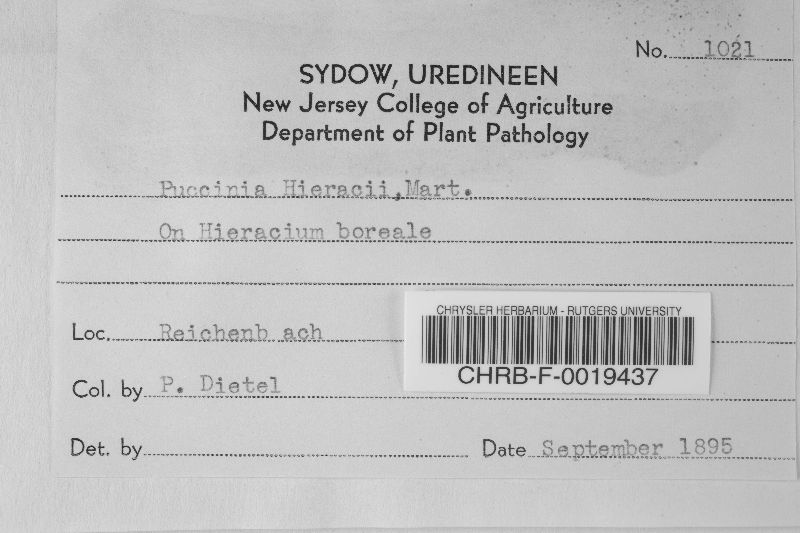 No. 1021
SYDOW, UREDINEEN
New Jersey College of Agriculture
Department of Plant Pathology
Puccinia Hieracii, Mart.
On Hieracium boreale
Loc. Reichenb ach
CHRYSLER HERBARIUM - RUTGERS UNIVERSITY
CHRB-F-0019437
Col. by P. Dietel
Det. by Date September 1895